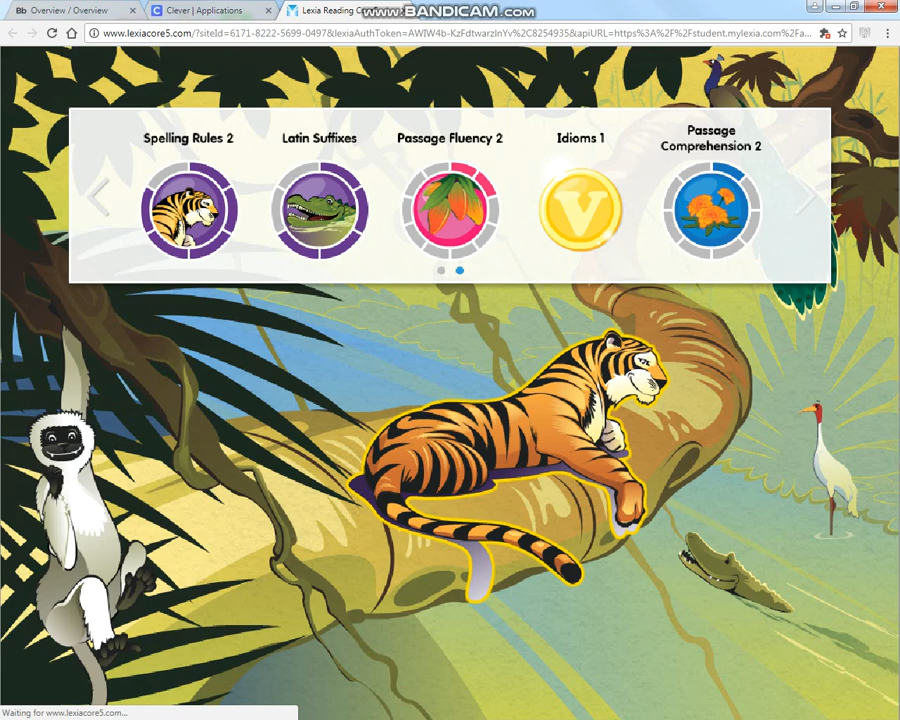 Bb Overview / Overview
C Clever | Applications
Lexia Reading C
www.BANDICAM.com
www.lexiacore5.com/?siteId=6171-8222-5699-0497&lexiaAuthToken=AWIW4b-KzFdtwarzlnYv%2C8254935&apiURL=https%3A%2F%2Fstudent.mylexia.com%2Fa...
Spelling Rules 2
Latin Suffixes
Passage Fluency 2
Idioms 1
Passage
Comprehension 2
V
Waiting for www.lexiacore5.com...